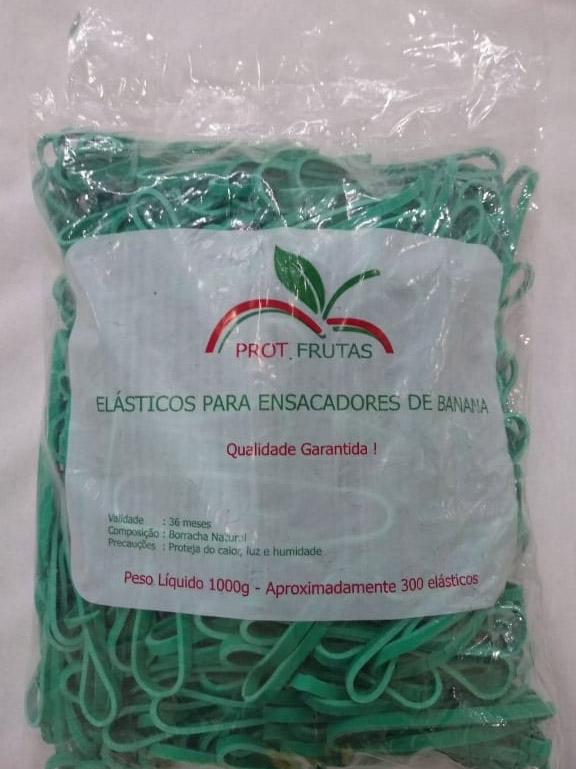 PROT. FRUTAS
ELÁSTICOS PARA ENSACADORES DE BANANA
Qualidade Garantida !
Validade : 36 meses
Composição : Borracha Natural
Precauções : Proteja do calor, luz e humidade
Peso Líquido 1000g - Aproximadamente 300 elásticos